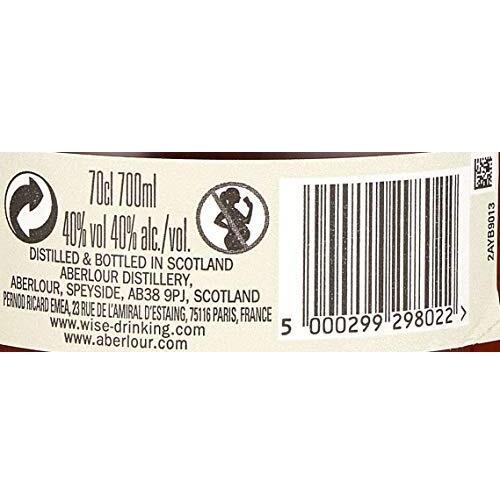 70cl 700ml
40% vol 40% alc./vol.
DISTILLED & BOTTLED IN SCOTLAND
ABERLOUR DISTILLERY,
ABERLOUR, SPEYSIDE, AB38 9PJ, SCOTLAND
PERNOD RICARD EMEA, 23 RUE DE L'AMIRAL D'ESTAING, 75116 PARIS, FRANCE
www.wise-drinking.com
www.aberlour.com
5 000299 298022 >
2AYB9013